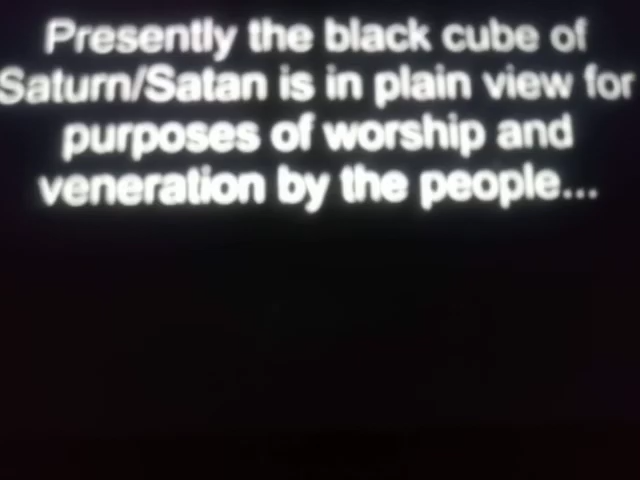 Presently the black cube of
Saturn/Satan is in plain view for
purposes of worship and
veneration by the people...